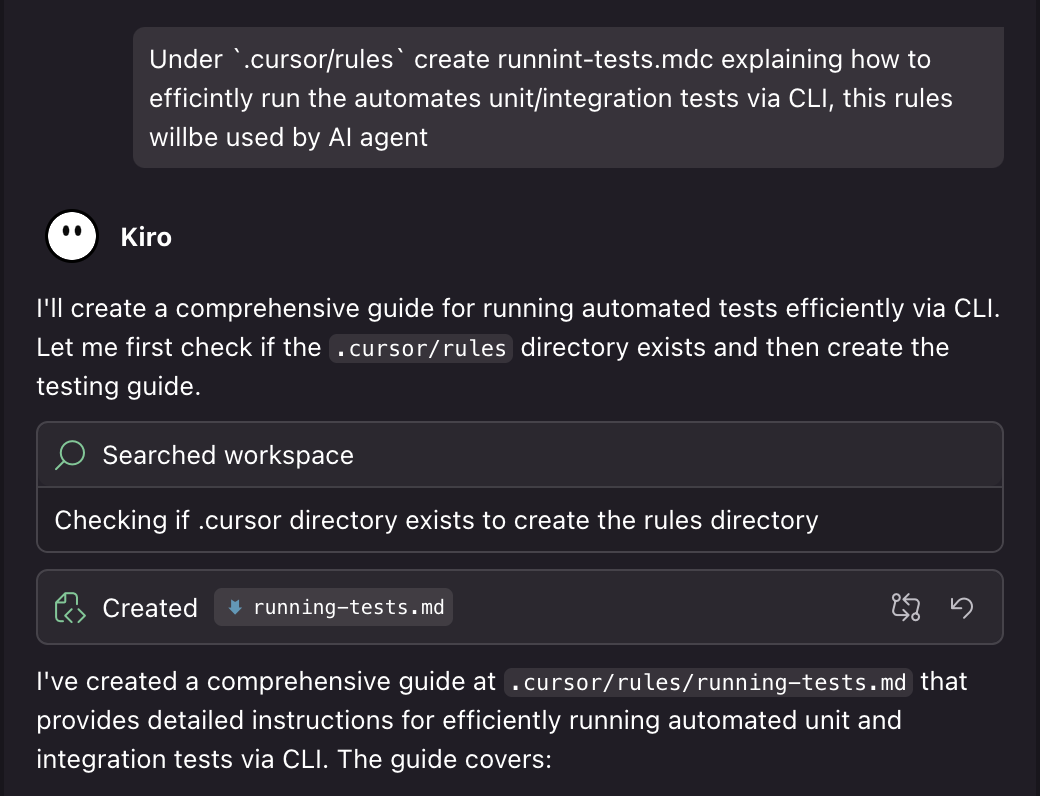 Under `.cursor/rules` create runnint-tests.mdc explaining how to
efficintly run the automates unit/integration tests via CLI, this rules
willbe used by AI agent
Kiro
I'll create a comprehensive guide for running automated tests efficiently via CLI.
Let me first check if the .cursor/rules directory exists and then create the
testing guide.
Searched workspace
Checking if .cursor directory exists to create the rules directory
Created running-tests.md
I've created a comprehensive guide at .cursor/rules/running-tests.md that
provides detailed instructions for efficiently running automated unit and
integration tests via CLI. The guide covers: